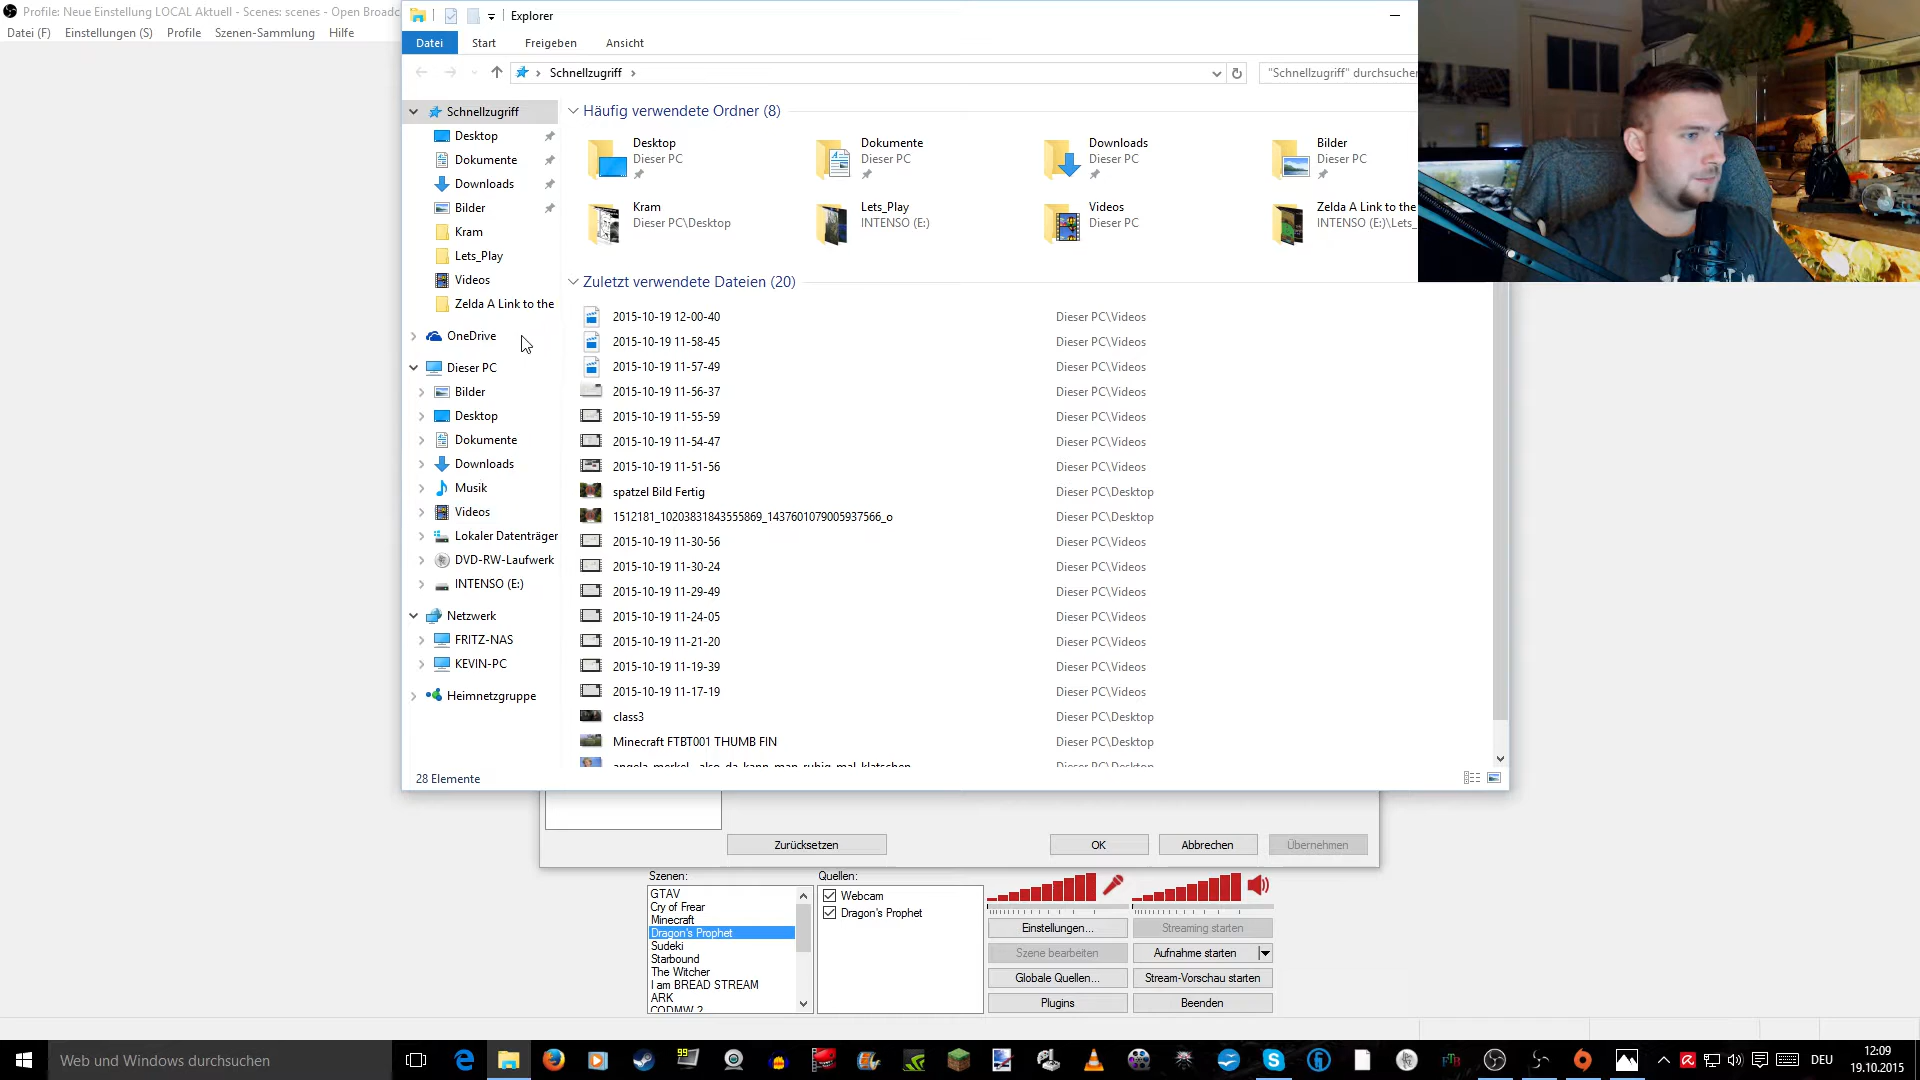 Profile: Neue Einstellung LOCAL Aktuell - Scenes: scenes - Open Broadc
Datei (F) Einstellungen (S) Profile Szenen-Sammlung Hilfe
Explorer
Datei Start Freigeben Ansicht
Schnellzugriff
"Schnellzugriff" durchsuchen
Schnellzugriff
Desktop
Dokumente
Downloads
Bilder
Kram
Lets_Play
Videos
Zelda A Link to the
OneDrive
Dieser PC
Bilder
Desktop
Dokumente
Downloads
Musik
Videos
Lokaler Datenträger
DVD-RW-Laufwerk
INTENSO (E:)
Netzwerk
FRITZ-NAS
KEVIN-PC
Heimnetzgruppe
Häufig verwendete Ordner (8)
Desktop
Dieser PC
Dokumente
Dieser PC
Downloads
Dieser PC
Bilder
Dieser PC
Kram
Dieser PC\Desktop
Lets_Play
INTENSO (E:)
Videos
Dieser PC
Zelda A Link to the
INTENSO (E:)\Lets_
Zuletzt verwendete Dateien (20)
2015-10-19 12-00-40 Dieser PC\Videos
2015-10-19 11-58-45 Dieser PC\Videos
2015-10-19 11-57-49 Dieser PC\Videos
2015-10-19 11-56-37 Dieser PC\Videos
2015-10-19 11-55-59 Dieser PC\Videos
2015-10-19 11-54-47 Dieser PC\Videos
2015-10-19 11-51-56 Dieser PC\Videos
spatzel Bild Fertig Dieser PC\Desktop
1512181_10203831843555869_1437601079005937566_o Dieser PC\Desktop
2015-10-19 11-30-56 Dieser PC\Videos
2015-10-19 11-30-24 Dieser PC\Videos
2015-10-19 11-29-49 Dieser PC\Videos
2015-10-19 11-24-05 Dieser PC\Videos
2015-10-19 11-21-20 Dieser PC\Videos
2015-10-19 11-19-39 Dieser PC\Videos
2015-10-19 11-17-19 Dieser PC\Videos
class3 Dieser PC\Desktop
Minecraft FTBT001 THUMB FIN Dieser PC\Desktop
angela_merkel_-also_da_kann_man_ruhig_mal_klatschen Dieser PC\Desktop
28 Elemente
Zurücksetzen OK Abbrechen Übernehmen
Szenen:
GTAV
Cry of Frear
Minecraft
Dragon's Prophet
Sudeki
Starbound
The Witcher
I am BREAD STREAM
ARK
CODMW 2
Quellen:
Webcam
Dragon's Prophet
Einstellungen... Streaming starten
Szene bearbeiten Aufnahme starten
Globale Quellen... Stream-Vorschau starten
Plugins Beenden
Web und Windows durchsuchen
99
FTB
DEU
12:09
19.10.2015